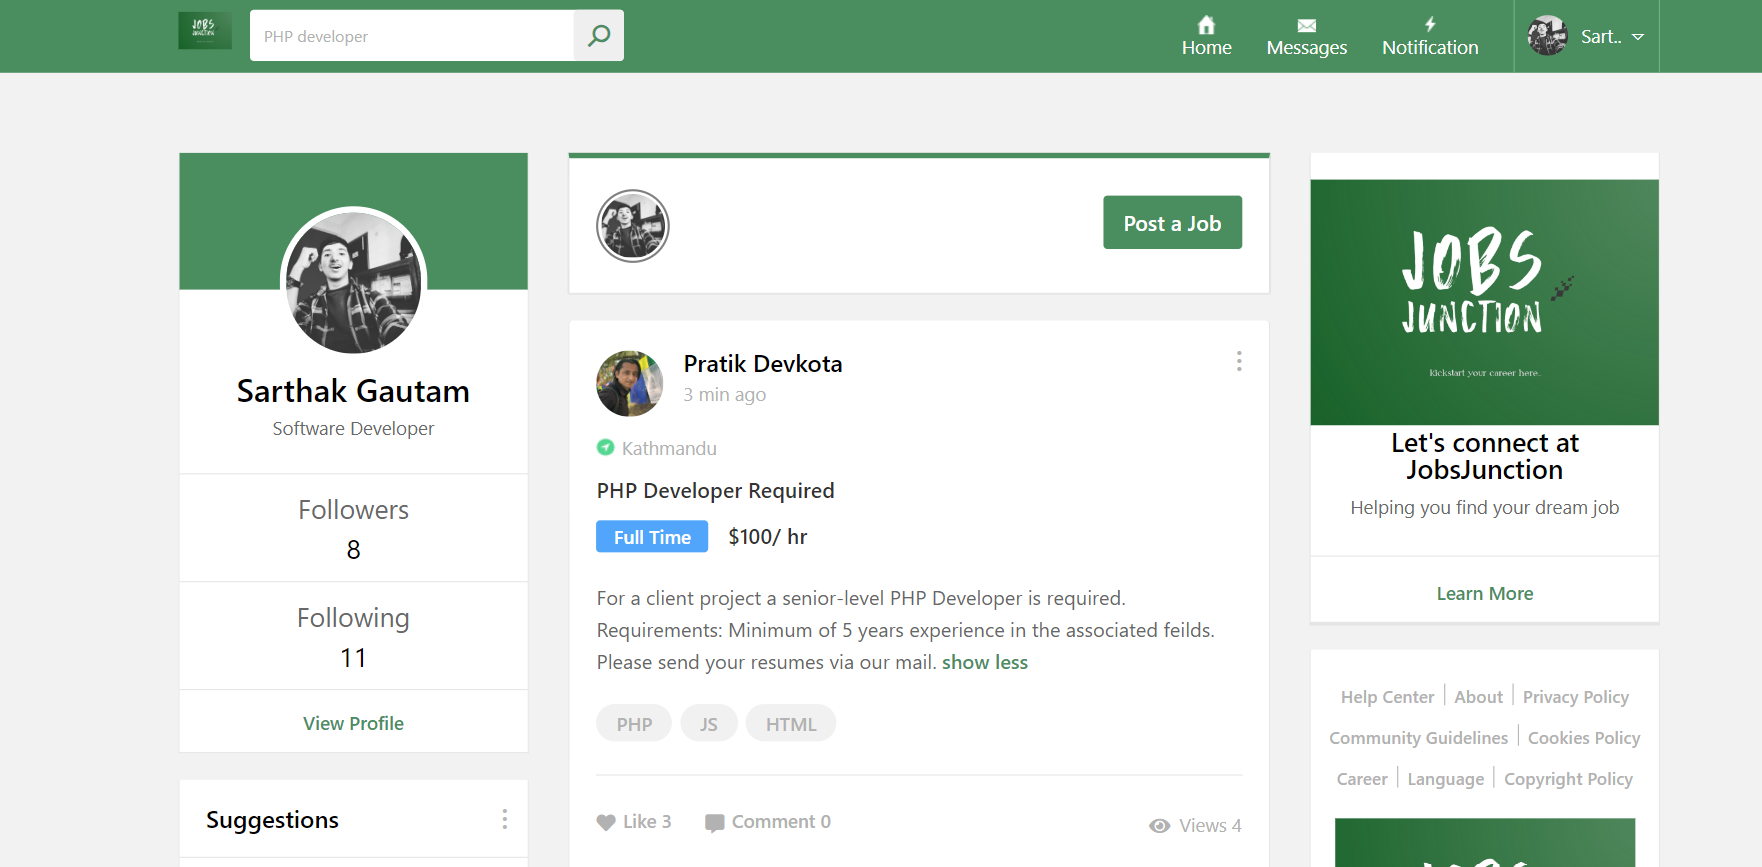 JOBS
JUNCTION
PHP developer
Home
Messages
Notification
Sart..
Sarthak Gautam
Software Developer
Followers
8
Following
11
View Profile
Suggestions
Post a Job
Pratik Devkota
3 min ago
Kathmandu
PHP Developer Required
Full Time $100/ hr
For a client project a senior-level PHP Developer is required.
Requirements: Minimum of 5 years experience in the associated feilds.
Please send your resumes via our mail. show less
PHP JS HTML
Like 3 Comment 0 Views 4
JOBS
JUNCTION
Kickstart your career here..
Let's connect at
JobsJunction
Helping you find your dream job
Learn More
Help Center About Privacy Policy
Community Guidelines Cookies Policy
Career Language Copyright Policy
JOBS